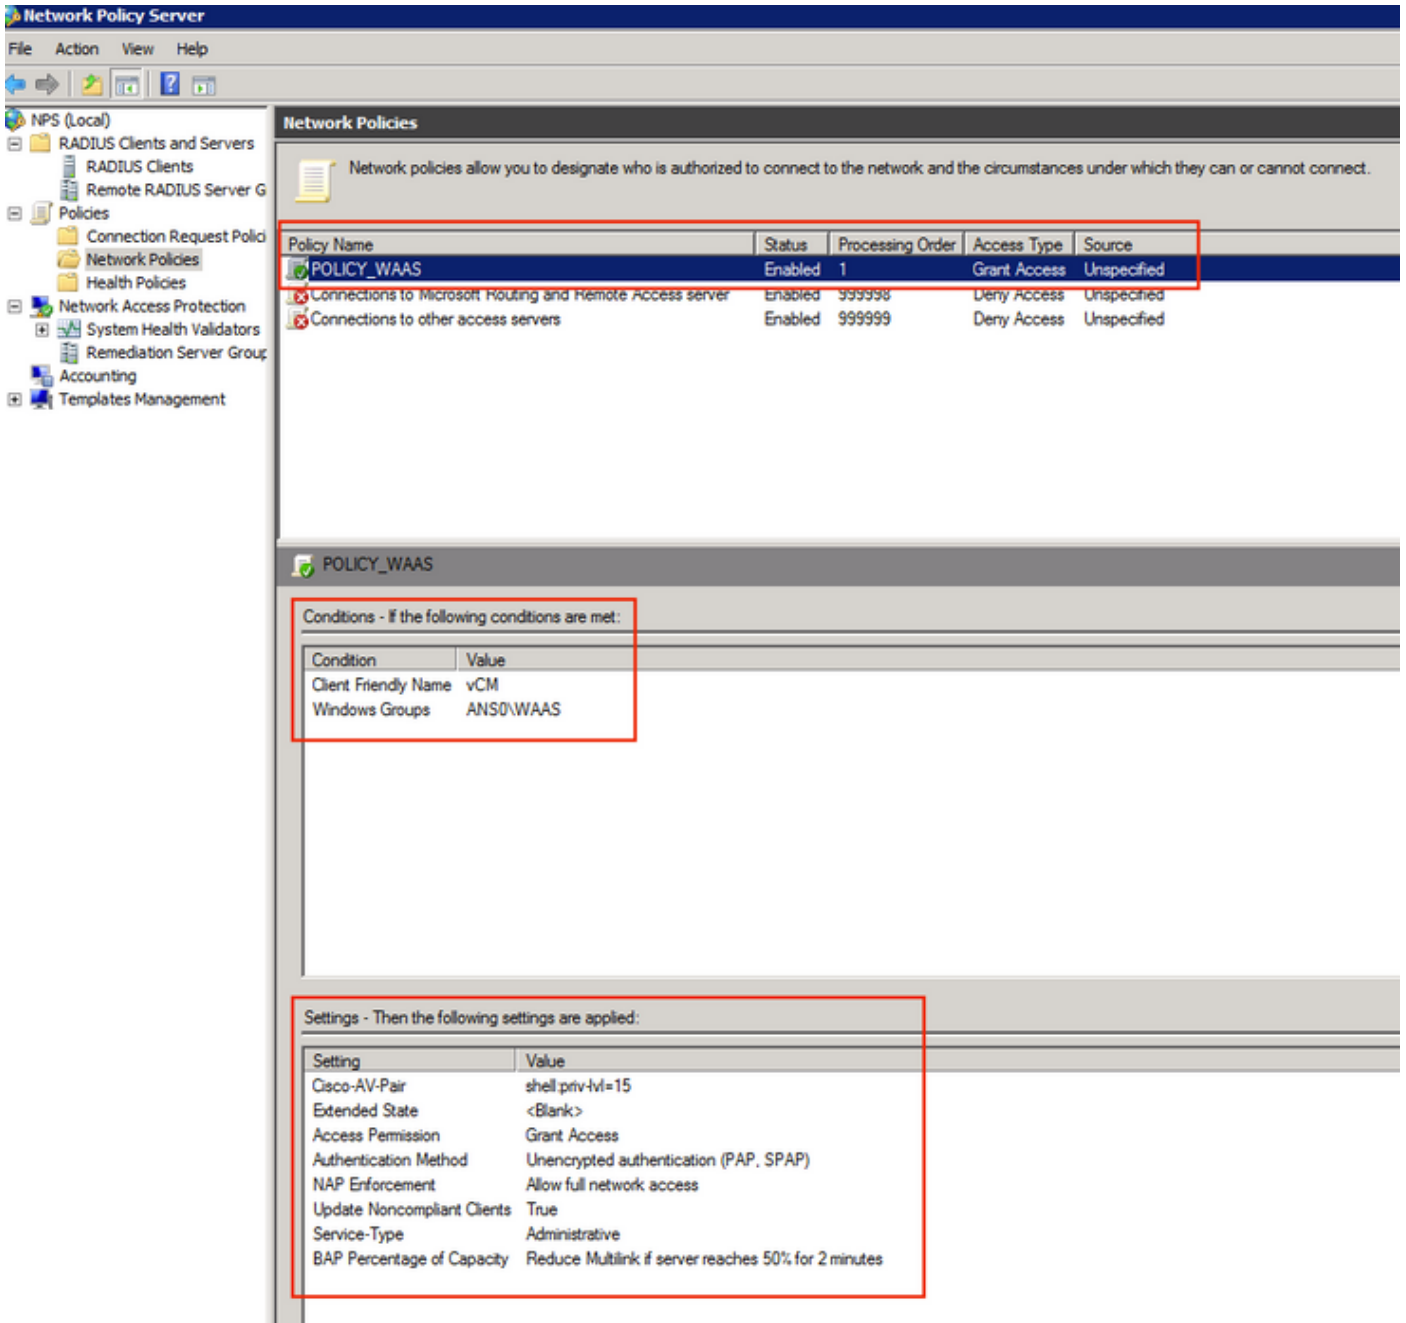 Network Policy Server
File Action View Help
NPS (Local)
RADIUS Clients and Servers
RADIUS Clients
Remote RADIUS Server G
Policies
Connection Request Polici
Network Policies
Health Policies
Network Access Protection
System Health Validators
Remediation Server Group
Accounting
Templates Management
Network Policies
Network policies allow you to designate who is authorized to connect to the network and the circumstances under which they can or cannot connect.
Policy Name Status Processing Order Access Type Source
POLICY_WAAS Enabled 1 Grant Access Unspecified
Connections to Microsoft Routing and Remote Access server Enabled 999998 Deny Access Unspecified
Connections to other access servers Enabled 999999 Deny Access Unspecified
POLICY_WAAS
Conditions - If the following conditions are met:
Condition Value
Client Friendly Name vCM
Windows Groups ANS0\WAAS
Settings - Then the following settings are applied:
Setting Value
Cisco-AV-Pair shell:priv-lvl=15
Extended State <Blank>
Access Permission Grant Access
Authentication Method Unencrypted authentication (PAP, SPAP)
NAP Enforcement Allow full network access
Update Noncompliant Clients True
Service-Type Administrative
BAP Percentage of Capacity Reduce Multilink if server reaches 50% for 2 minutes